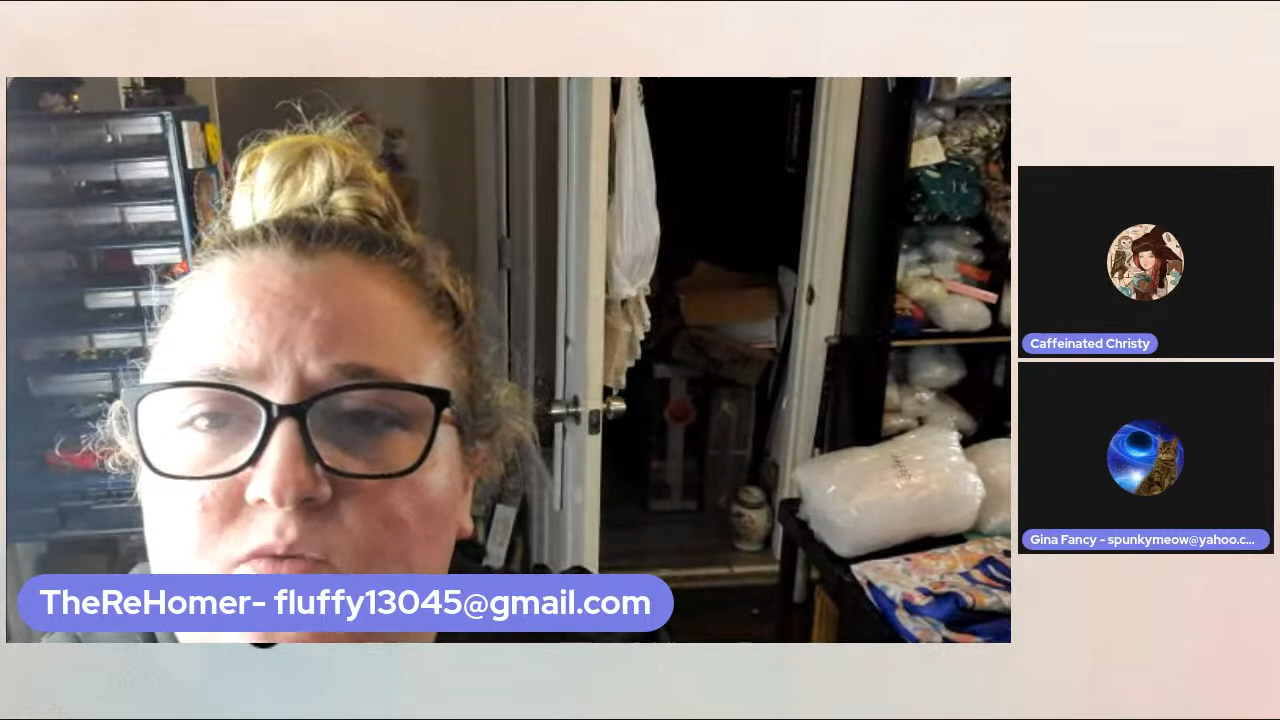 TheReHomer- fluffy13045@gmail.com
Caffeinated Christy
Gina Fancy - spunkymeow@yahoo.c...